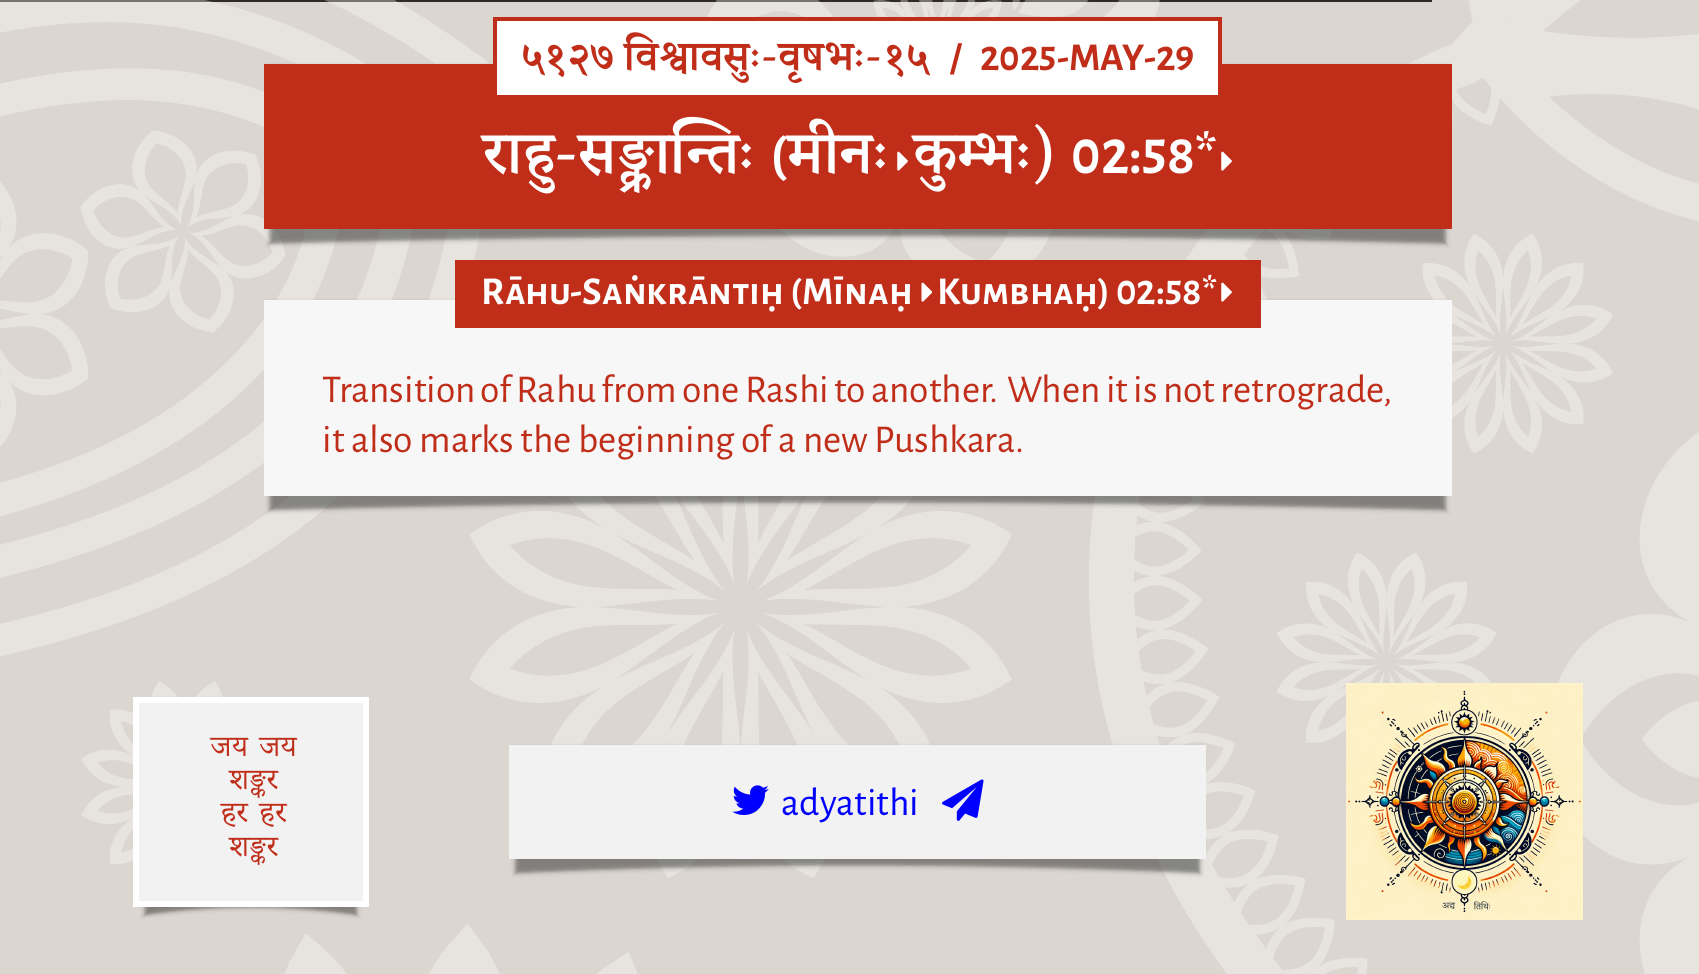 ५१२७ विश्वावसुः-वृषभः-१५ / 2025-MAY-29
राहु-सङ्क्रान्तिः (मीनः▸कुम्भः) 02:58*▸
Rāhu-Saṅkrāntiḥ (Mīnaḥ▸Kumbhaḥ) 02:58*▸
Transition of Rahu from one Rashi to another. When it is not retrograde,
it also marks the beginning of a new Pushkara.
जय जय
शङ्कर
हर हर
शङ्कर
adyatithi
अद्य तिथिः